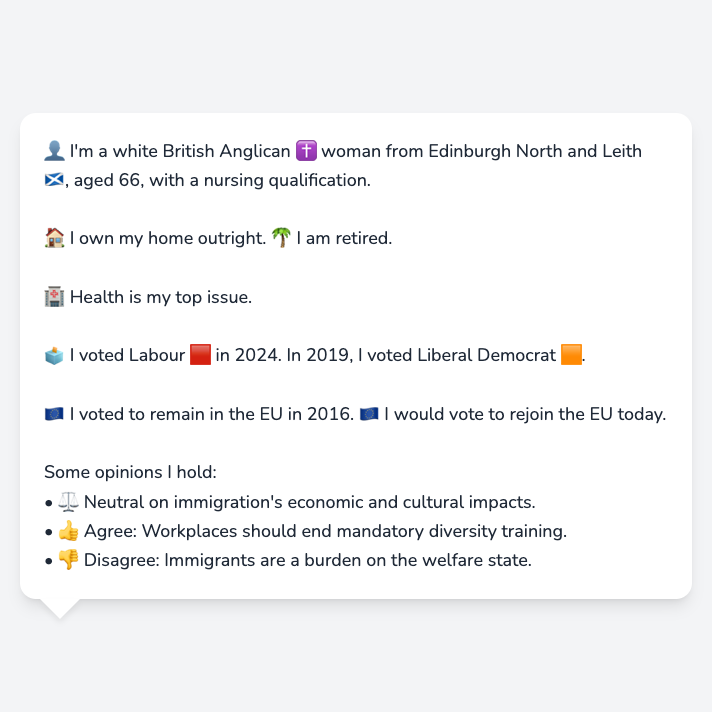 👤 I'm a white British Anglican ✝️ woman from Edinburgh North and Leith
🏴󠁧󠁢󠁳󠁣󠁴󠁿, aged 66, with a nursing qualification.
🏠 I own my home outright. 🌴 I am retired.
🏥 Health is my top issue.
🗳️ I voted Labour 🟥 in 2024. In 2019, I voted Liberal Democrat 🟧.
🇪🇺 I voted to remain in the EU in 2016. 🇪🇺 I would vote to rejoin the EU today.
Some opinions I hold:
• ⚖️ Neutral on immigration's economic and cultural impacts.
• 👍 Agree: Workplaces should end mandatory diversity training.
• 👎 Disagree: Immigrants are a burden on the welfare state.